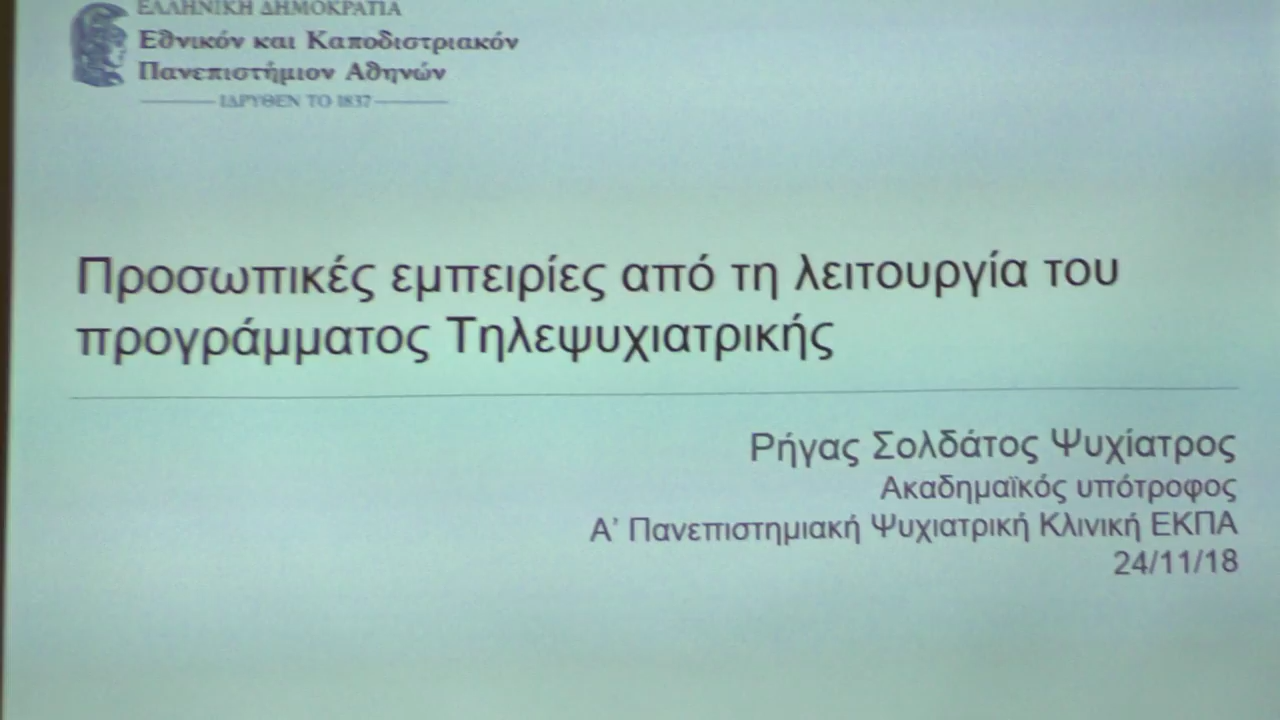 ΕΛΛΗΝΙΚΗ ΔΗΜΟΚΡΑΤΙΑ
Εθνικόν και Καποδιστριακόν
Πανεπιστήμιον Αθηνών
ΙΔΡΥΘΕΝ ΤΟ 1837
Προσωπικές εμπειρίες από τη λειτουργία του
προγράμματος Τηλεψυχιατρικής
Ρήγας Σολδάτος Ψυχίατρος
Ακαδημαϊκός υπότροφος
Α’ Πανεπιστημιακή Ψυχιατρική Κλινική ΕΚΠΑ
24/11/18